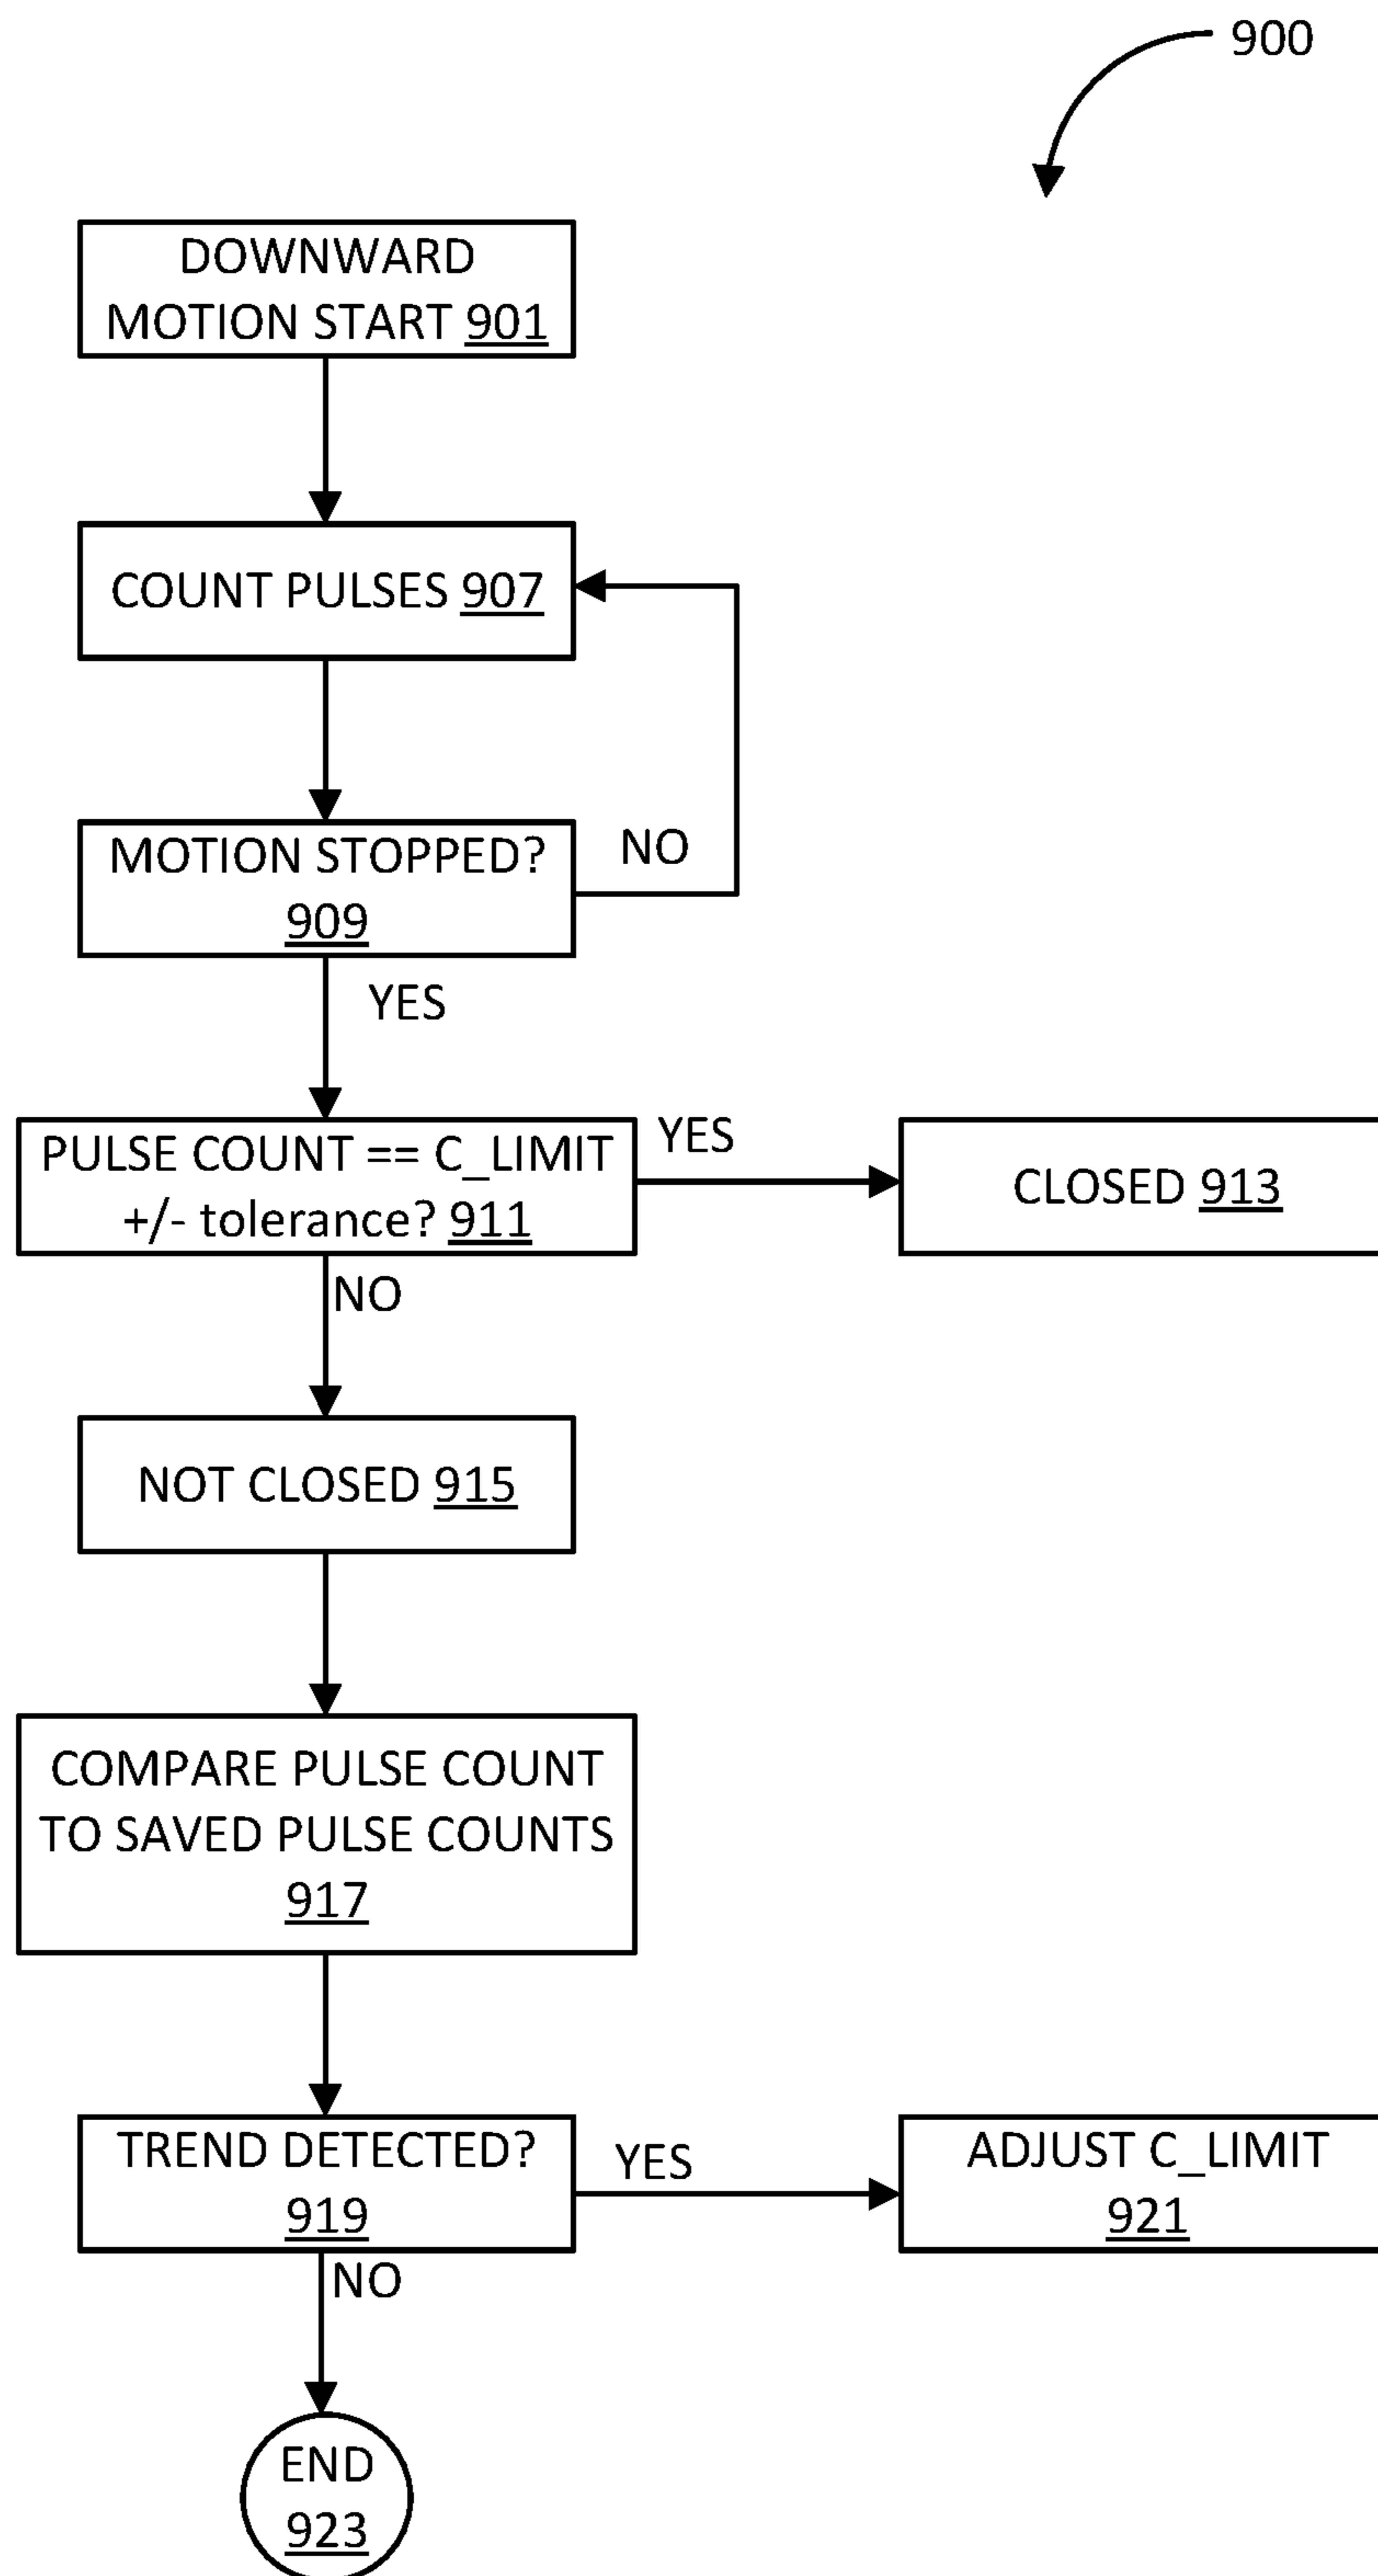 900
DOWNWARD
MOTION START 901
COUNT PULSES 907
MOTION STOPPED?
909
NO
YES
PULSE COUNT == C_LIMIT
+/- tolerance? 911
YES
CLOSED 913
NO
NOT CLOSED 915
COMPARE PULSE COUNT
TO SAVED PULSE COUNTS
917
TREND DETECTED?
919
YES
ADJUST C_LIMIT
921
NO
END
923